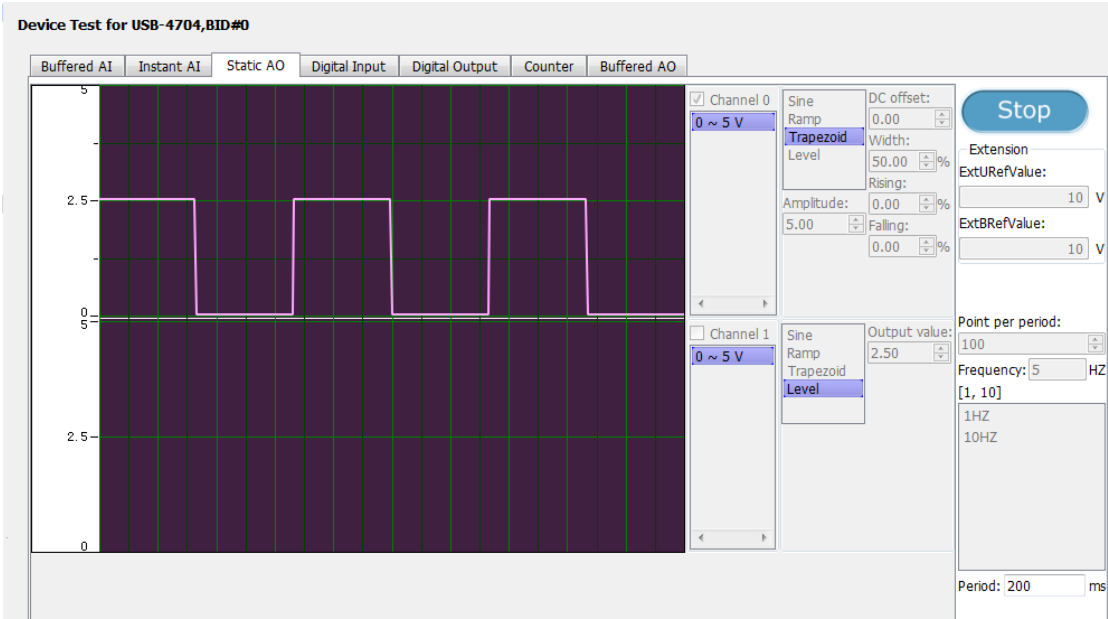 Device Test for USB-4704,BID#0
Buffered AI Instant AI Static AO Digital Input Digital Output Counter Buffered AO
5
2.5
0
5
2.5
0
Channel 0
0 ~ 5 V
Sine
Ramp
Trapezoid
Level
Amplitude:
5.00
DC offset:
0.00
Width:
50.00 %
Rising:
0.00 %
Falling:
0.00 %
Channel 1
0 ~ 5 V
Sine
Ramp
Trapezoid
Level
Output value:
2.50
Stop
Extension
ExtURefValue:
10 V
ExtBRefValue:
10 V
Point per period:
100
Frequency: 5 HZ
[1, 10]
1HZ
10HZ
Period: 200 ms